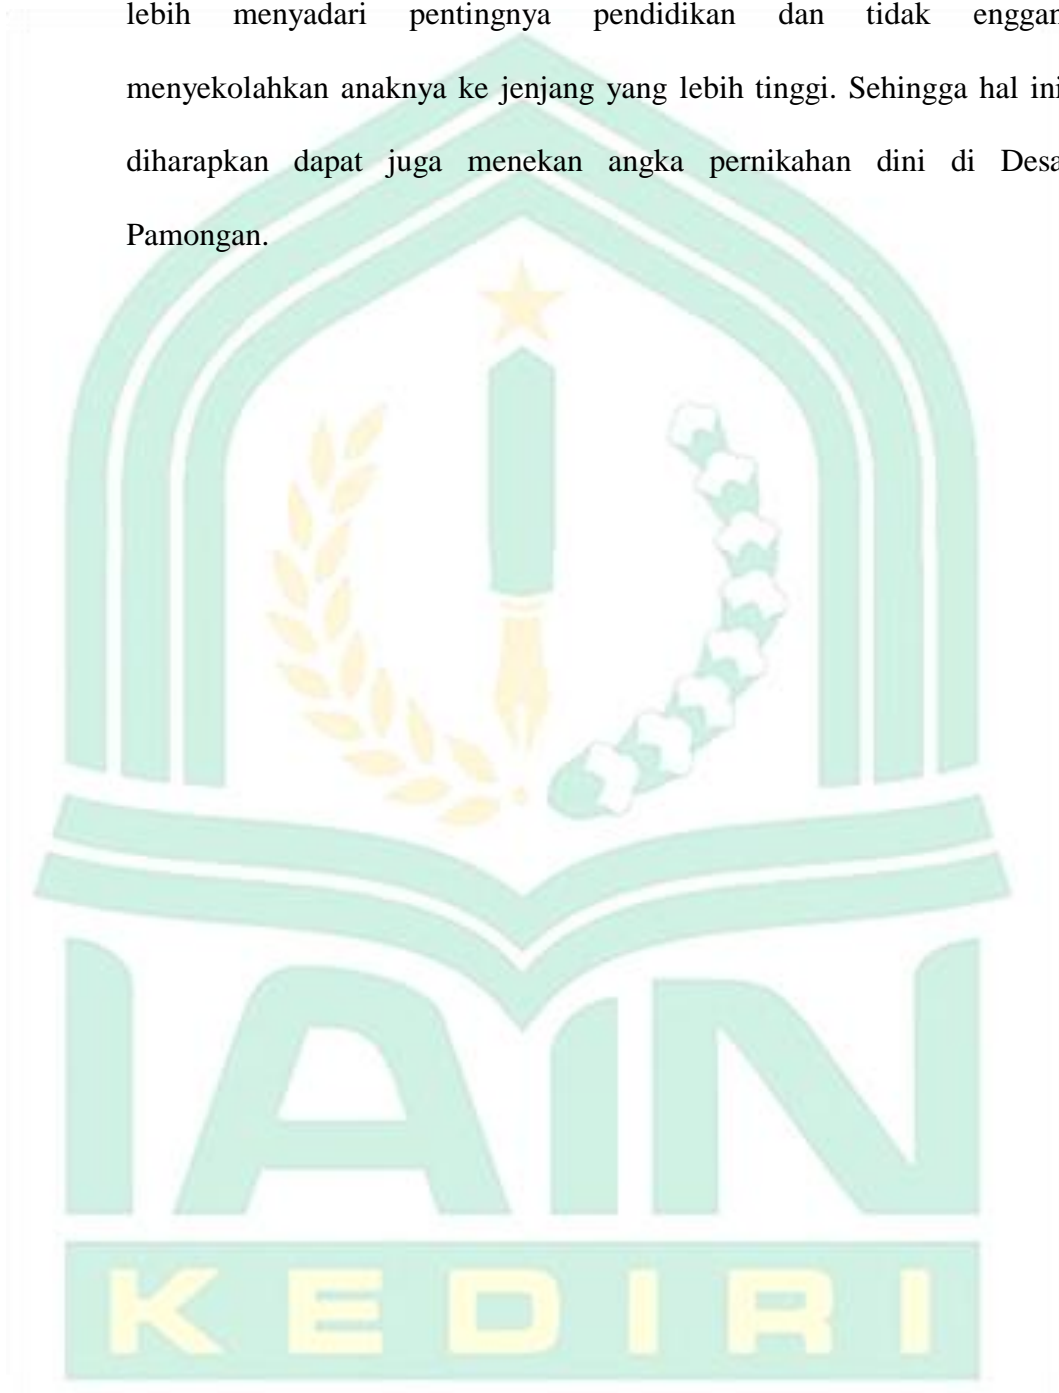 lebih menyadari pentingnya pendidikan dan tidak enggan
menyekolahkan anaknya ke jenjang yang lebih tinggi. Sehingga hal ini
diharapkan dapat juga menekan angka pernikahan dini di Desa
Pamongan.
IAIN
KEDIRI